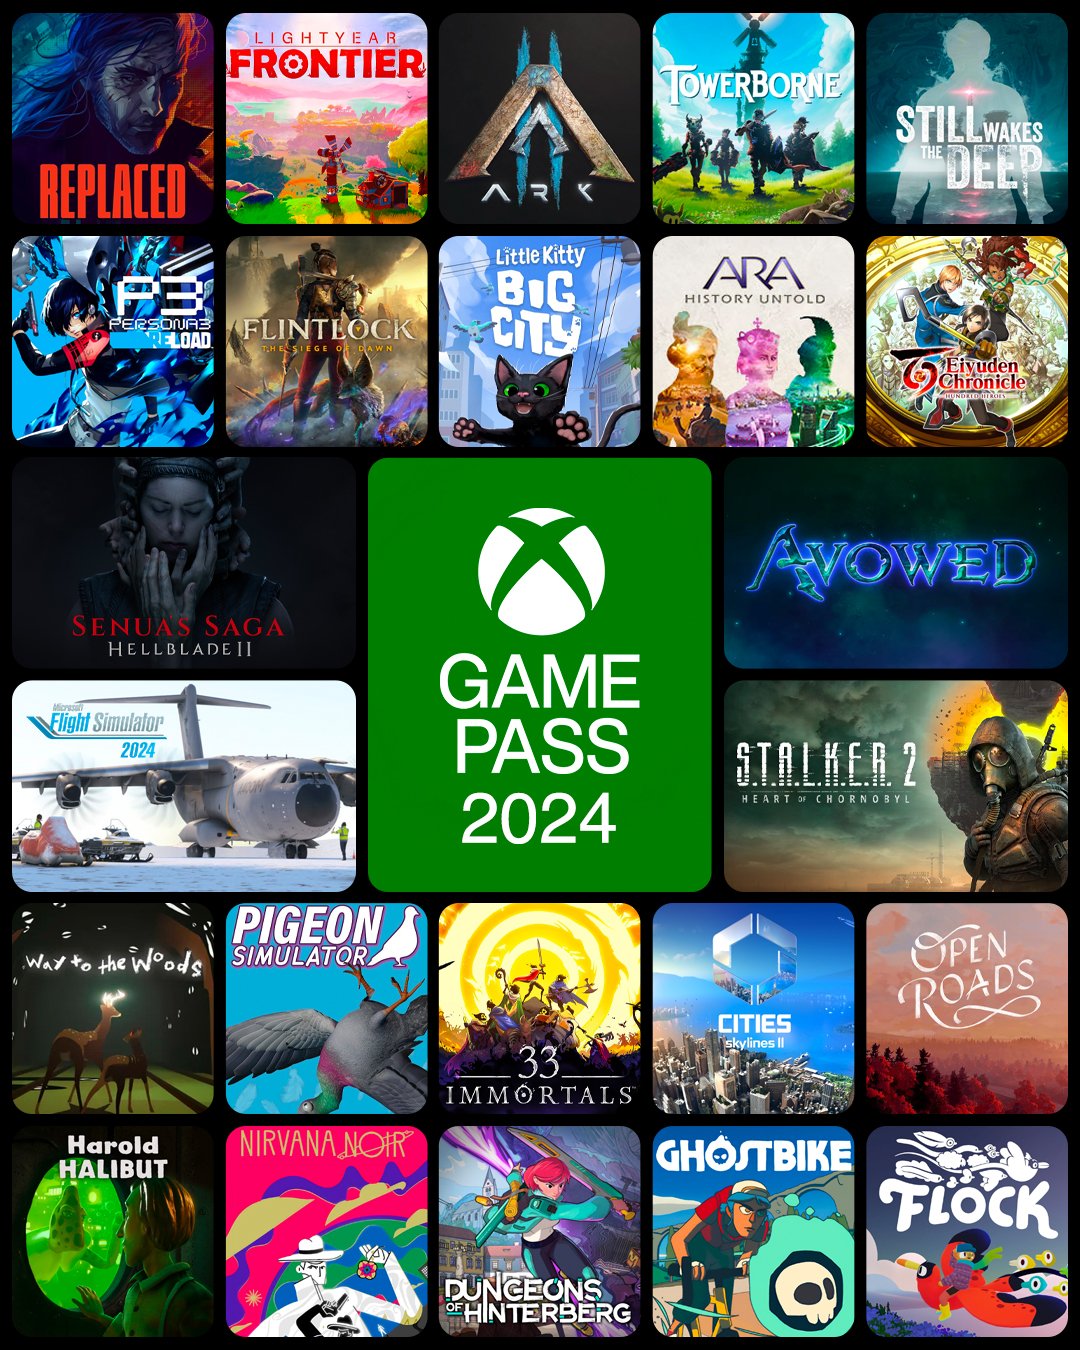 REPLACED
LIGHTYEAR
FRONTIER
ARK
TOWERBORNE
STILL WAKES
THE DEEP
P3
PERSONA3
RELOAD
FLINTLOCK
THE SIEGE OF DAWN
Little Kitty
BIG
CITY
ARA
HISTORY UNTOLD
Eiyuden
Chronicle
HUNDRED HEROES
SENUA'S SAGA
HELLBLADE II
GAME
PASS
2024
AVOWED
Microsoft
Flight Simulator
2024
S.T.A.L.K.E.R. 2
HEART OF CHORNOBYL
Way to the Woods
PIGEON
SIMULATOR
33
IMMORTALS
CITIES
skylines II
OPEN
ROADS
Harold
HALIBUT
NIRVANA NOIR
DUNGEONS
OF HINTERBERG
GHOSTBIKE
FLOCK